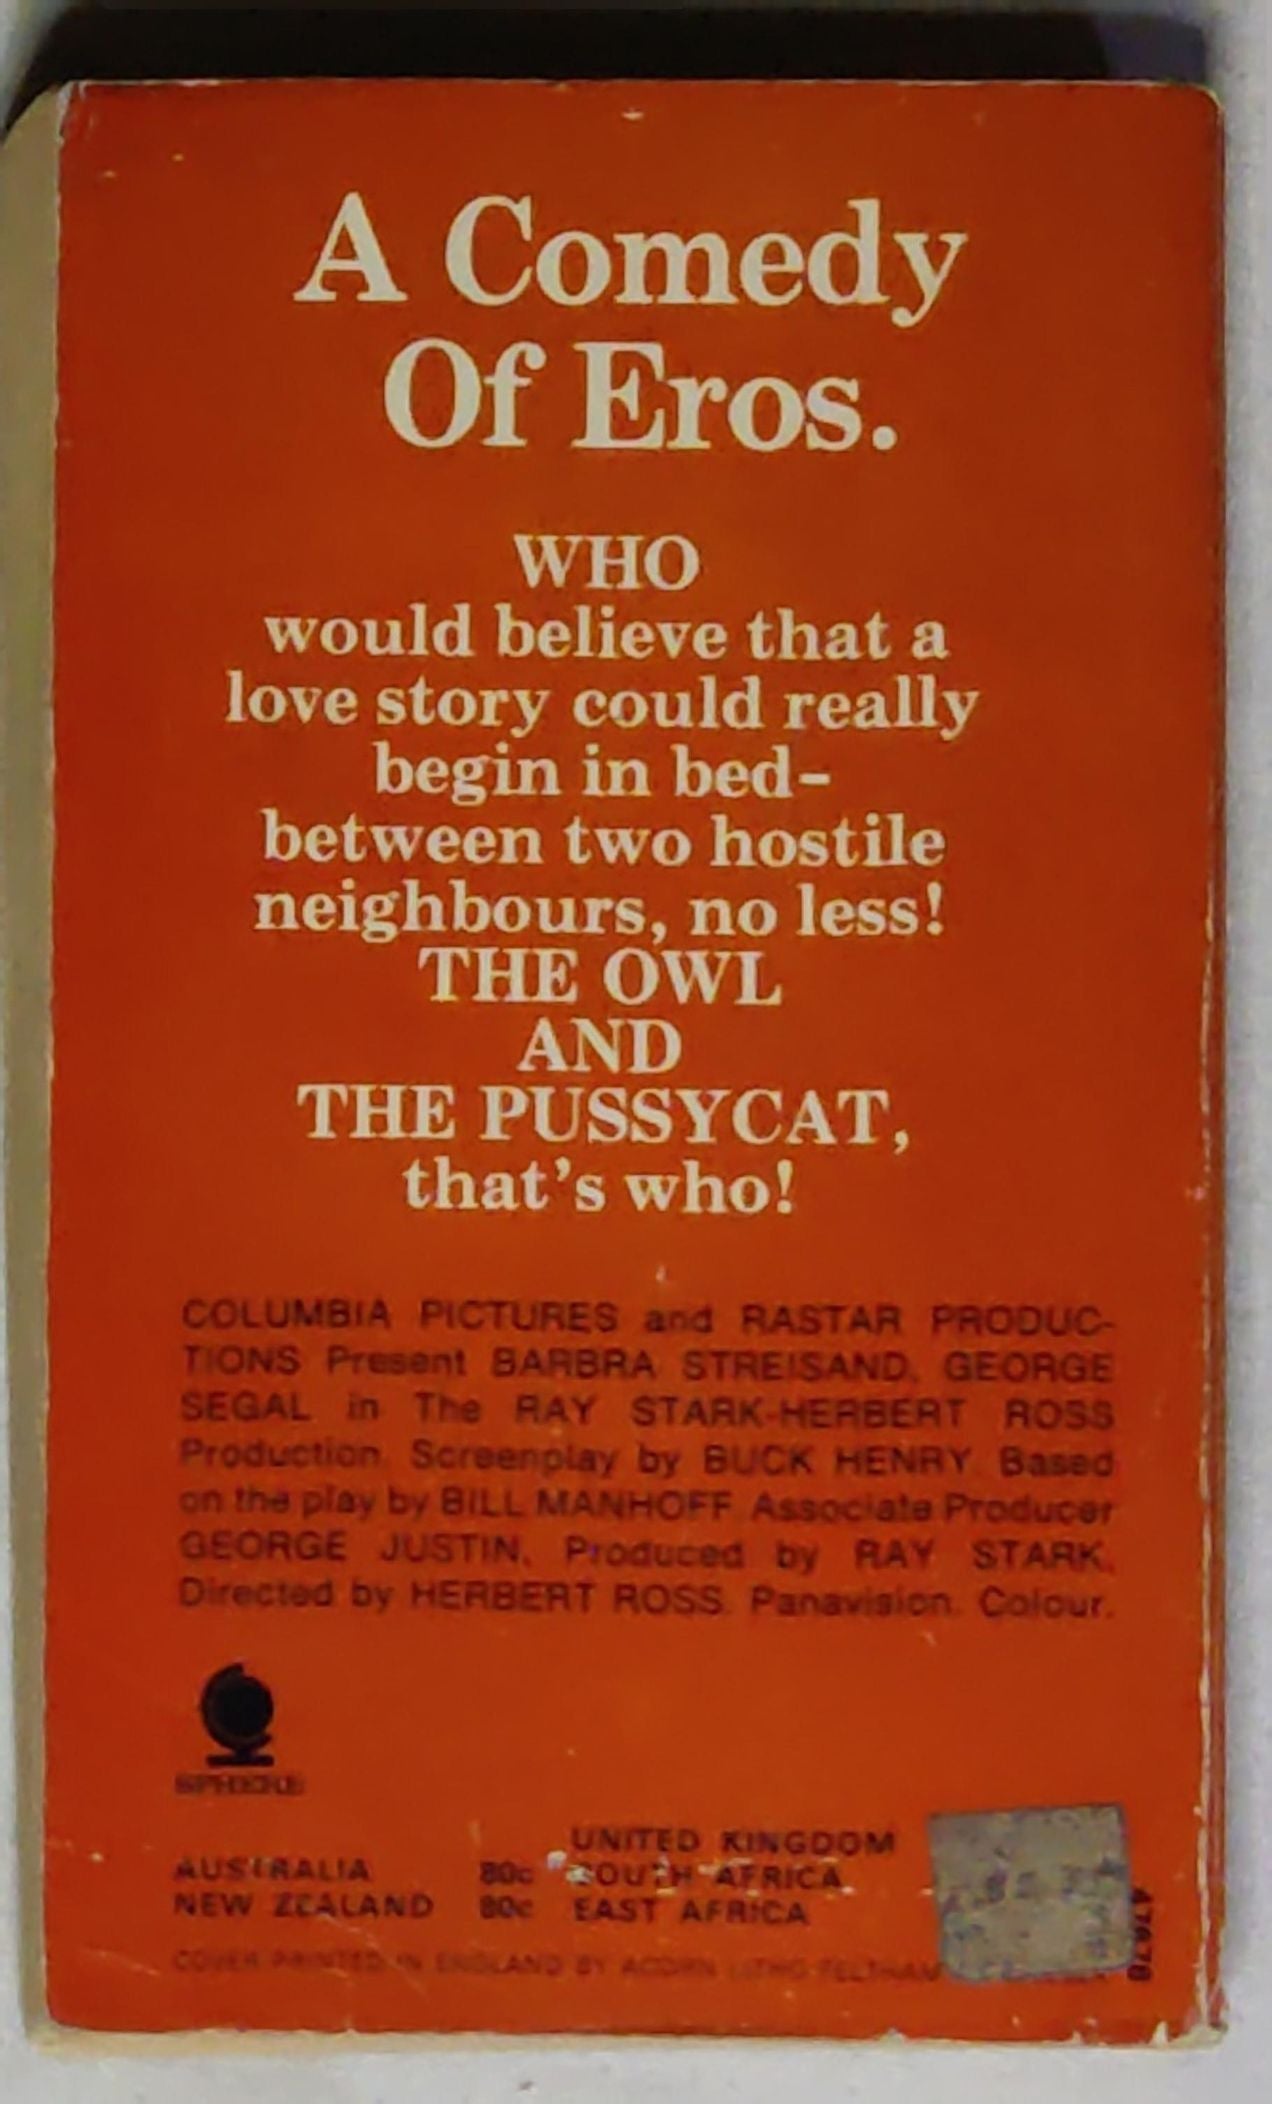 A Comedy
Of Eros.
WHO
would believe that a
love story could really
begin in bed-
between two hostile
neighbours, no less!
THE OWL
AND
THE PUSSYCAT,
that's who!
COLUMBIA PICTURES and RASTAR PRODUC-
TIONS Present BARBRA STREISAND, GEORGE
SEGAL in The RAY STARK-HERBERT ROSS
Production. Screenplay by BUCK HENRY. Based
on the play by BILL MANHOFF. Associate Producer
GEORGE JUSTIN. Produced by RAY STARK.
Directed by HERBERT ROSS. Panavision. Colour.
SPHERE
UNITED KINGDOM
AUSTRALIA 80c SOUTH AFRICA
NEW ZEALAND 80c EAST AFRICA
COVER PRINTED IN ENGLAND BY ACORN LITHO FELTHAM